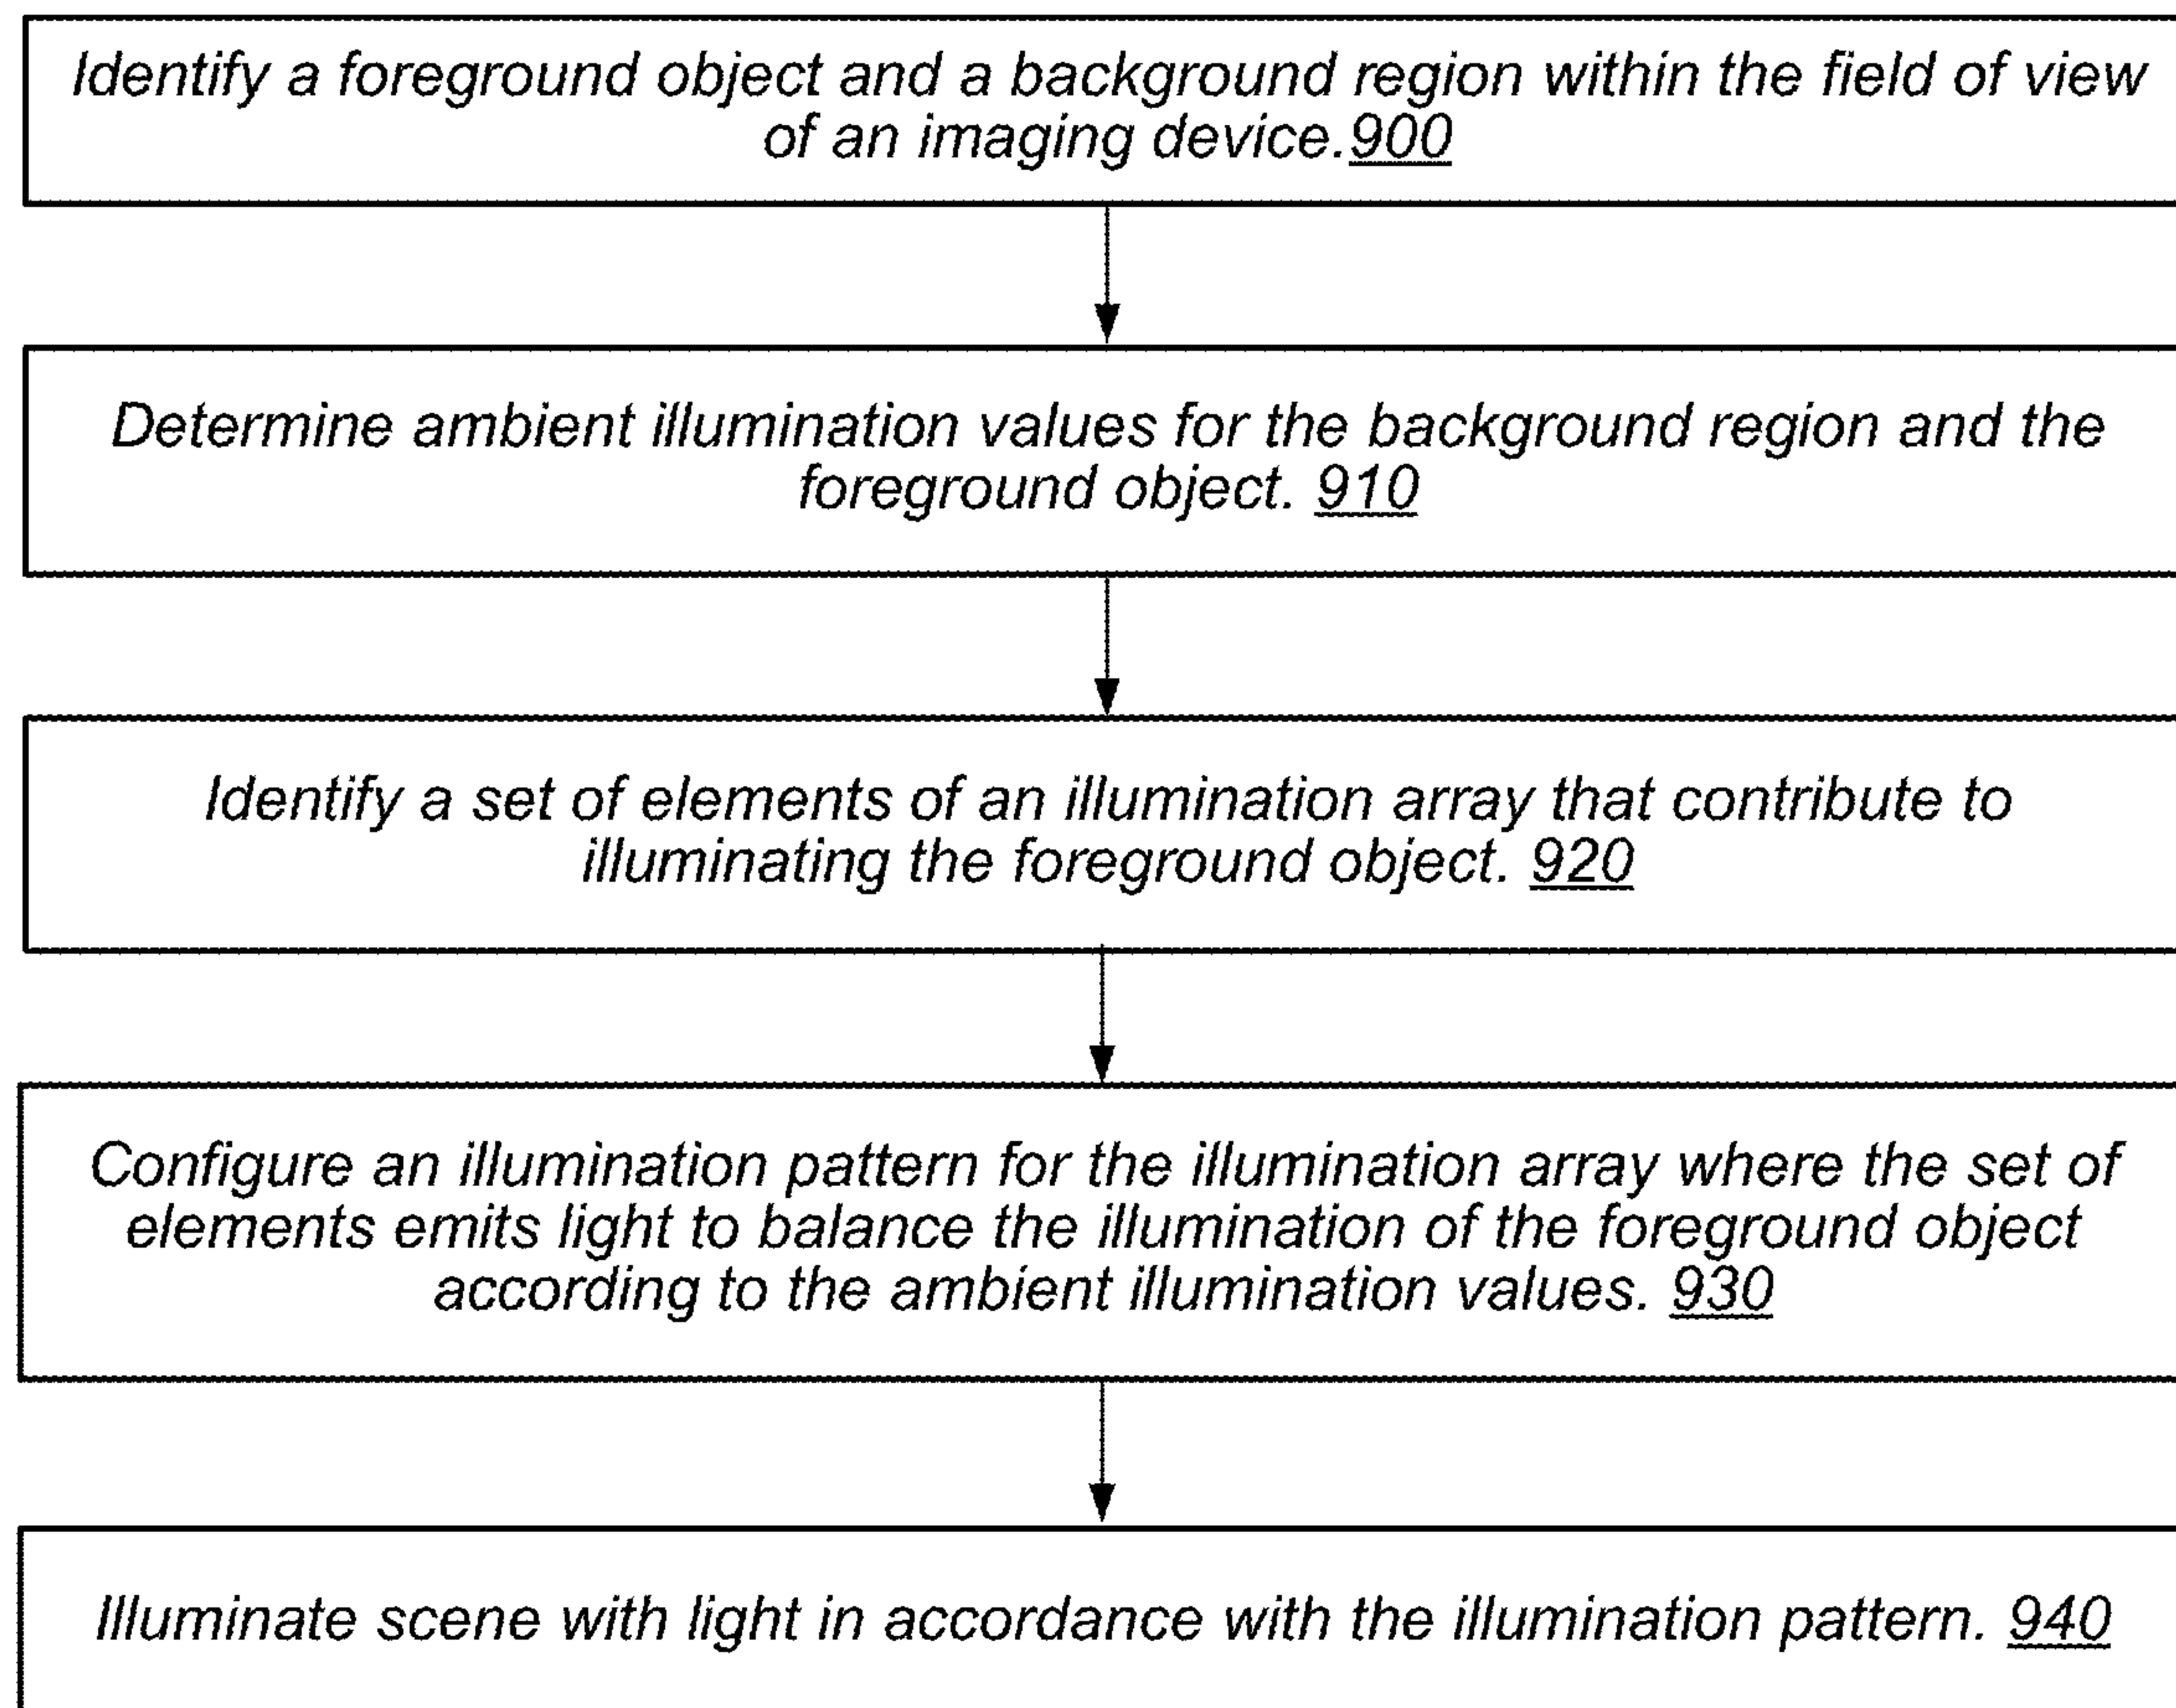 Identify a foreground object and a background region within the field of view
of an imaging device.900
Determine ambient illumination values for the background region and the
foreground object. 910
Identify a set of elements of an illumination array that contribute to
illuminating the foreground object. 920
Configure an illumination pattern for the illumination array where the set of
elements emits light to balance the illumination of the foreground object
according to the ambient illumination values. 930
Illuminate scene with light in accordance with the illumination pattern. 940